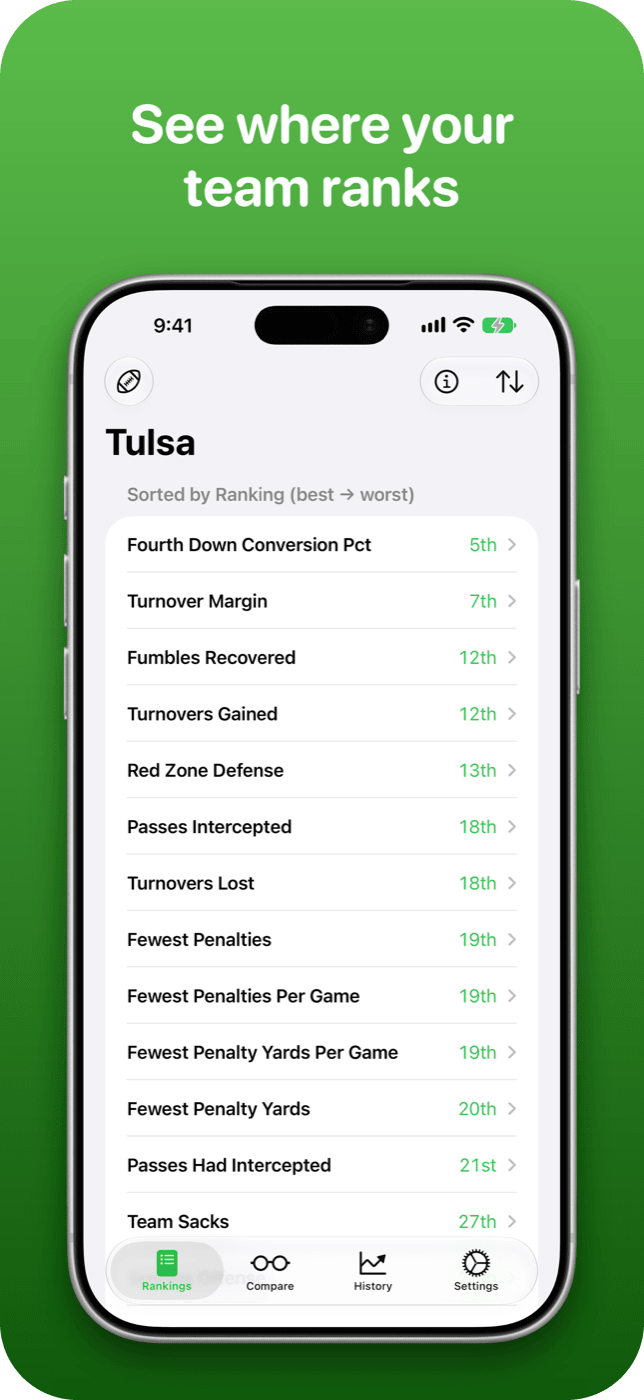 See where your
team ranks
9:41
Tulsa
Sorted by Ranking (best → worst)
Fourth Down Conversion Pct 5th
Turnover Margin 7th
Fumbles Recovered 12th
Turnovers Gained 12th
Red Zone Defense 13th
Passes Intercepted 18th
Turnovers Lost 18th
Fewest Penalties 19th
Fewest Penalties Per Game 19th
Fewest Penalty Yards Per Game 19th
Fewest Penalty Yards 20th
Passes Had Intercepted 21st
Team Sacks 27th
Rankings Compare History Settings